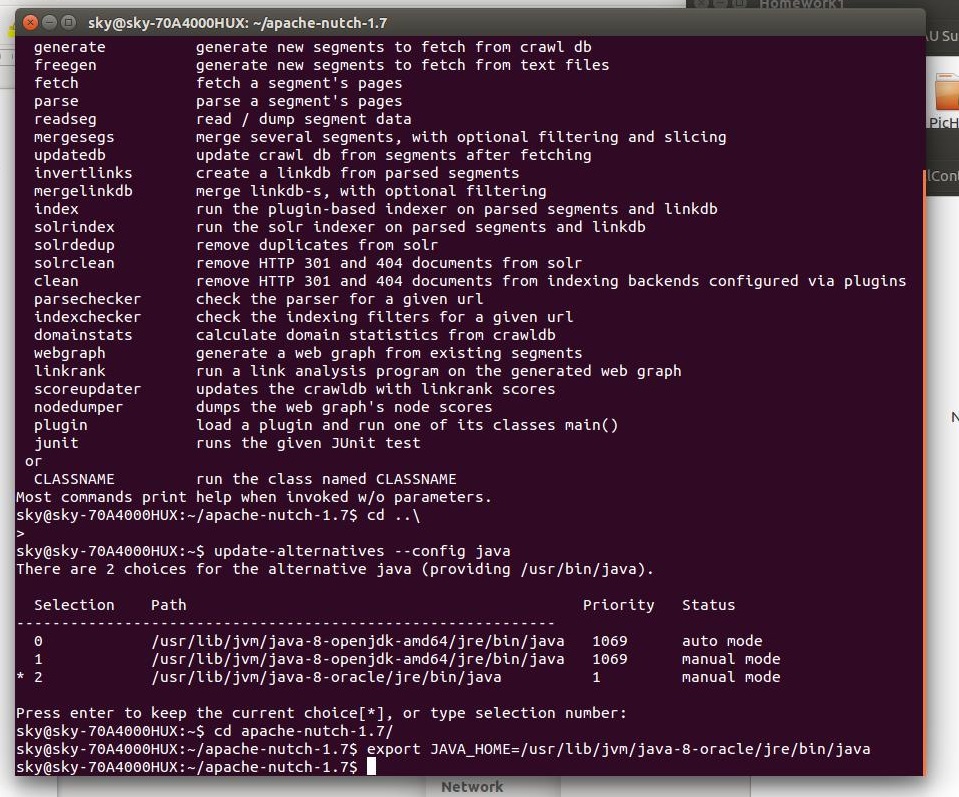 Homework1
sky@sky-70A4000HUX: ~/apache-nutch-1.7
generate generate new segments to fetch from crawl db
freegen generate new segments to fetch from text files
fetch fetch a segment's pages
parse parse a segment's pages
readseg read / dump segment data
mergesegs merge several segments, with optional filtering and slicing
updatedb update crawl db from segments after fetching
invertlinks create a linkdb from parsed segments
mergelinkdb merge linkdb-s, with optional filtering
index run the plugin-based indexer on parsed segments and linkdb
solrindex run the solr indexer on parsed segments and linkdb
solrdedup remove duplicates from solr
solrclean remove HTTP 301 and 404 documents from solr
clean remove HTTP 301 and 404 documents from indexing backends configured via plugins
parsechecker check the parser for a given url
indexchecker check the indexing filters for a given url
domainstats calculate domain statistics from crawldb
webgraph generate a web graph from existing segments
linkrank run a link analysis program on the generated web graph
scoreupdater updates the crawldb with linkrank scores
nodedumper dumps the web graph's node scores
plugin load a plugin and run one of its classes main()
junit runs the given JUnit test
or
CLASSNAME run the class named CLASSNAME
Most commands print help when invoked w/o parameters.
sky@sky-70A4000HUX:~/apache-nutch-1.7$ cd ..\
>
sky@sky-70A4000HUX:~$ update-alternatives --config java
There are 2 choices for the alternative java (providing /usr/bin/java).
Selection Path Priority Status
------------------------------------------------------------
0 /usr/lib/jvm/java-8-openjdk-amd64/jre/bin/java 1069 auto mode
1 /usr/lib/jvm/java-8-openjdk-amd64/jre/bin/java 1069 manual mode
* 2 /usr/lib/jvm/java-8-oracle/jre/bin/java 1 manual mode
Press enter to keep the current choice[*], or type selection number:
sky@sky-70A4000HUX:~$ cd apache-nutch-1.7/
sky@sky-70A4000HUX:~/apache-nutch-1.7$ export JAVA_HOME=/usr/lib/jvm/java-8-oracle/jre/bin/java
sky@sky-70A4000HUX:~/apache-nutch-1.7$
Network